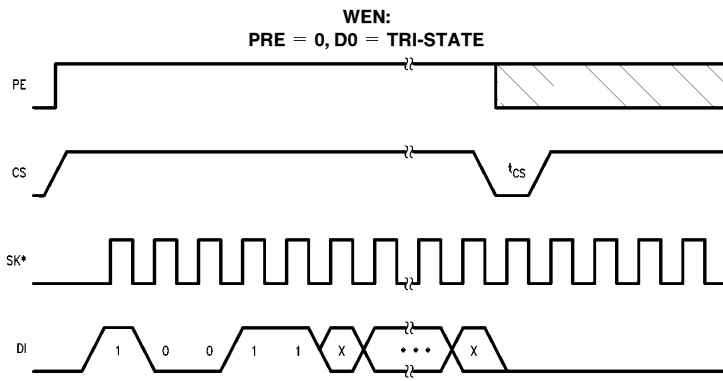 WEN:
PRE = 0, D0 = TRI-STATE
PE
CS
tCS
SK*
DI
1 0 0 1 1 X • • • X